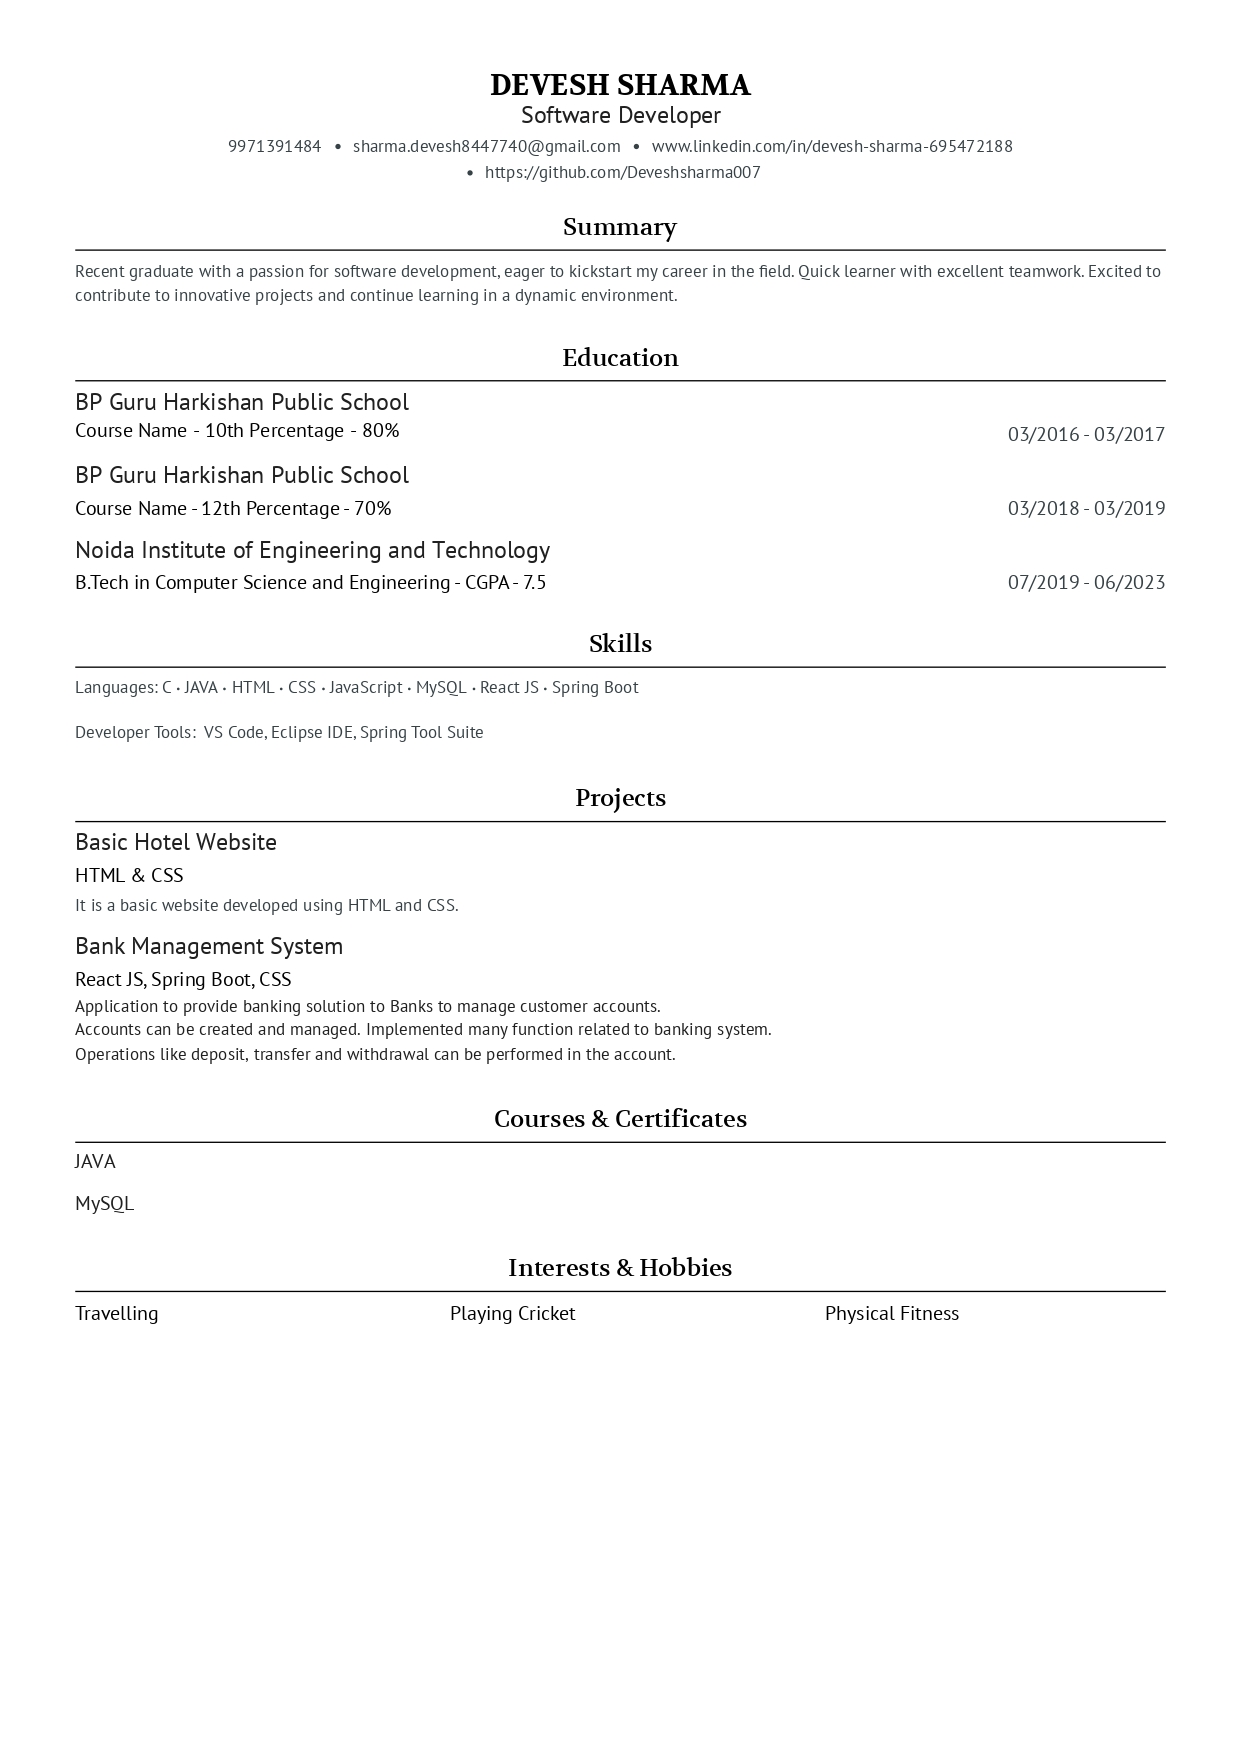 DEVESH SHARMA
Software Developer
9971391484 • sharma.devesh8447740@gmail.com • www.linkedin.com/in/devesh-sharma-695472188
• https://github.com/Deveshsharma007
Summary
Recent graduate with a passion for software development, eager to kickstart my career in the field. Quick learner with excellent teamwork. Excited to
contribute to innovative projects and continue learning in a dynamic environment.
Education
BP Guru Harkishan Public School
Course Name - 10th Percentage - 80% 03/2016 - 03/2017
BP Guru Harkishan Public School
Course Name - 12th Percentage - 70% 03/2018 - 03/2019
Noida Institute of Engineering and Technology
B.Tech in Computer Science and Engineering - CGPA - 7.5 07/2019 - 06/2023
Skills
Languages: C · JAVA · HTML · CSS · JavaScript · MySQL · React JS · Spring Boot
Developer Tools: VS Code, Eclipse IDE, Spring Tool Suite
Projects
Basic Hotel Website
HTML & CSS
It is a basic website developed using HTML and CSS.
Bank Management System
React JS, Spring Boot, CSS
Application to provide banking solution to Banks to manage customer accounts.
Accounts can be created and managed. Implemented many function related to banking system.
Operations like deposit, transfer and withdrawal can be performed in the account.
Courses & Certificates
JAVA
MySQL
Interests & Hobbies
Travelling Playing Cricket Physical Fitness